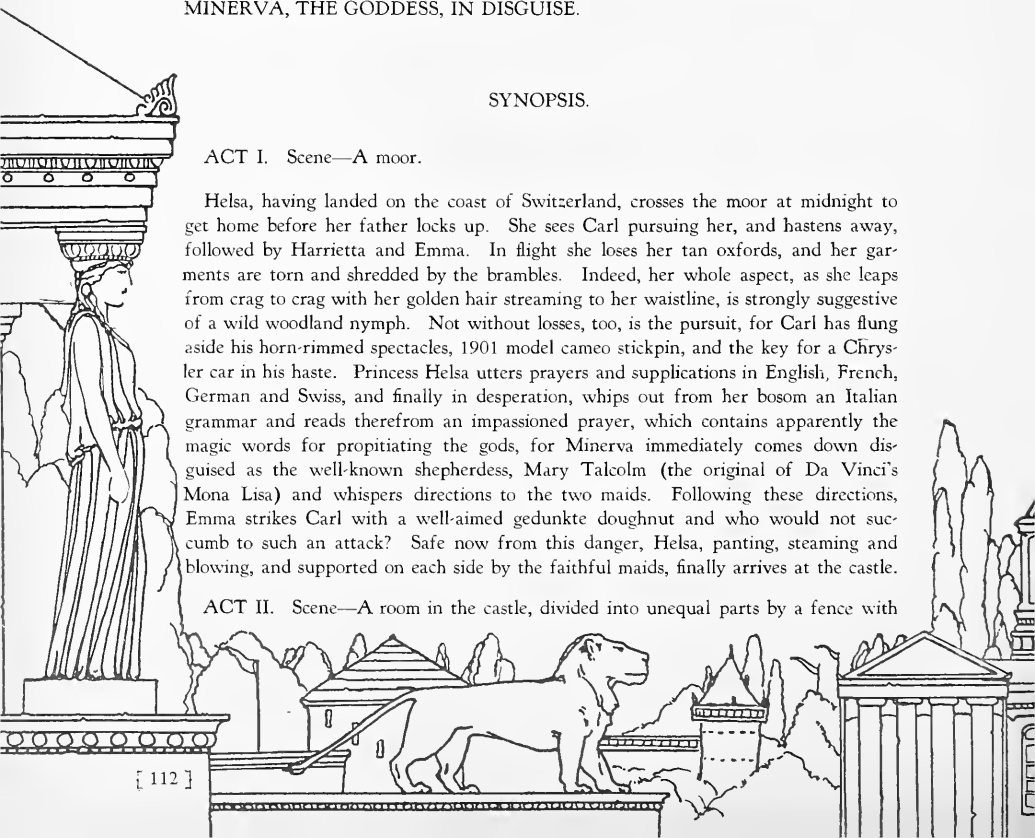 MINERVA, THE GODDESS, IN DISGUISE.
SYNOPSIS.
ACT I. Scene—A moor.
Helsa, having landed on the coast of Switzerland, crosses the moor at midnight to
get home before her father locks up. She sees Carl pursuing her, and hastens away,
followed by Harrietta and Emma. In flight she loses her tan oxfords, and her gar-
ments are torn and shredded by the brambles. Indeed, her whole aspect, as she leaps
from crag to crag with her golden hair streaming to her waistline, is strongly suggestive
of a wild woodland nymph. Not without losses, too, is the pursuit, for Carl has flung
aside his horn-rimmed spectacles, 1901 model cameo stickpin, and the key for a Chrys-
ler car in his haste. Princess Helsa utters prayers and supplications in English, French,
German and Swiss, and finally in desperation, whips out from her bosom an Italian
grammar and reads therefrom an impassioned prayer, which contains apparently the
magic words for propitiating the gods, for Minerva immediately comes down dis-
guised as the well-known shepherdess, Mary Talcolm (the original of Da Vinci's
Mona Lisa) and whispers directions to the two maids. Following these directions,
Emma strikes Carl with a well-aimed gedunkte doughnut and who would not suc-
cumb to such an attack? Safe now from this danger, Helsa, panting, steaming and
blowing, and supported on each side by the faithful maids, finally arrives at the castle.
ACT II. Scene—A room in the castle, divided into unequal parts by a fence with
[ 112 ]